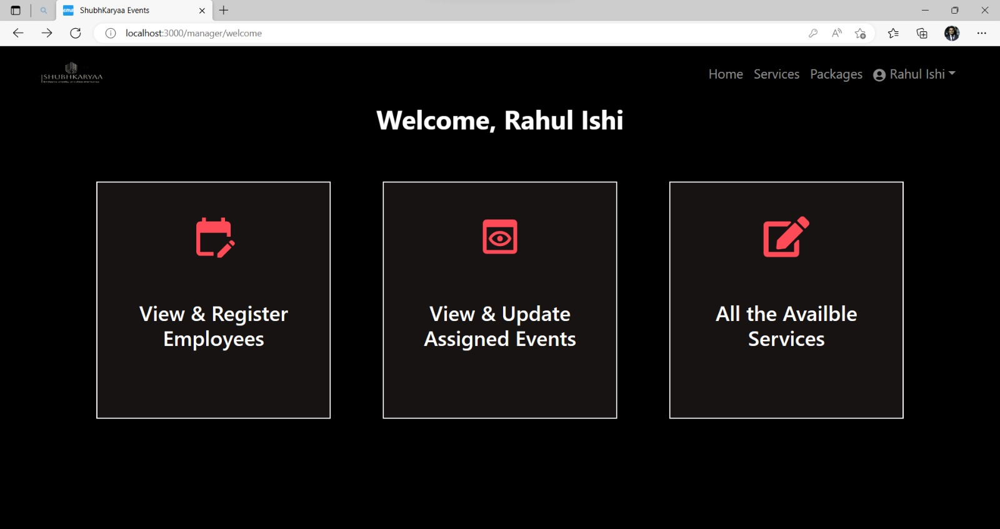 ShubhKaryaa Events
localhost:3000/manager/welcome
SHUBHKARYAA
Home Services Packages Rahul Ishi
Welcome, Rahul Ishi
View & Register
Employees
View & Update
Assigned Events
All the Availble
Services